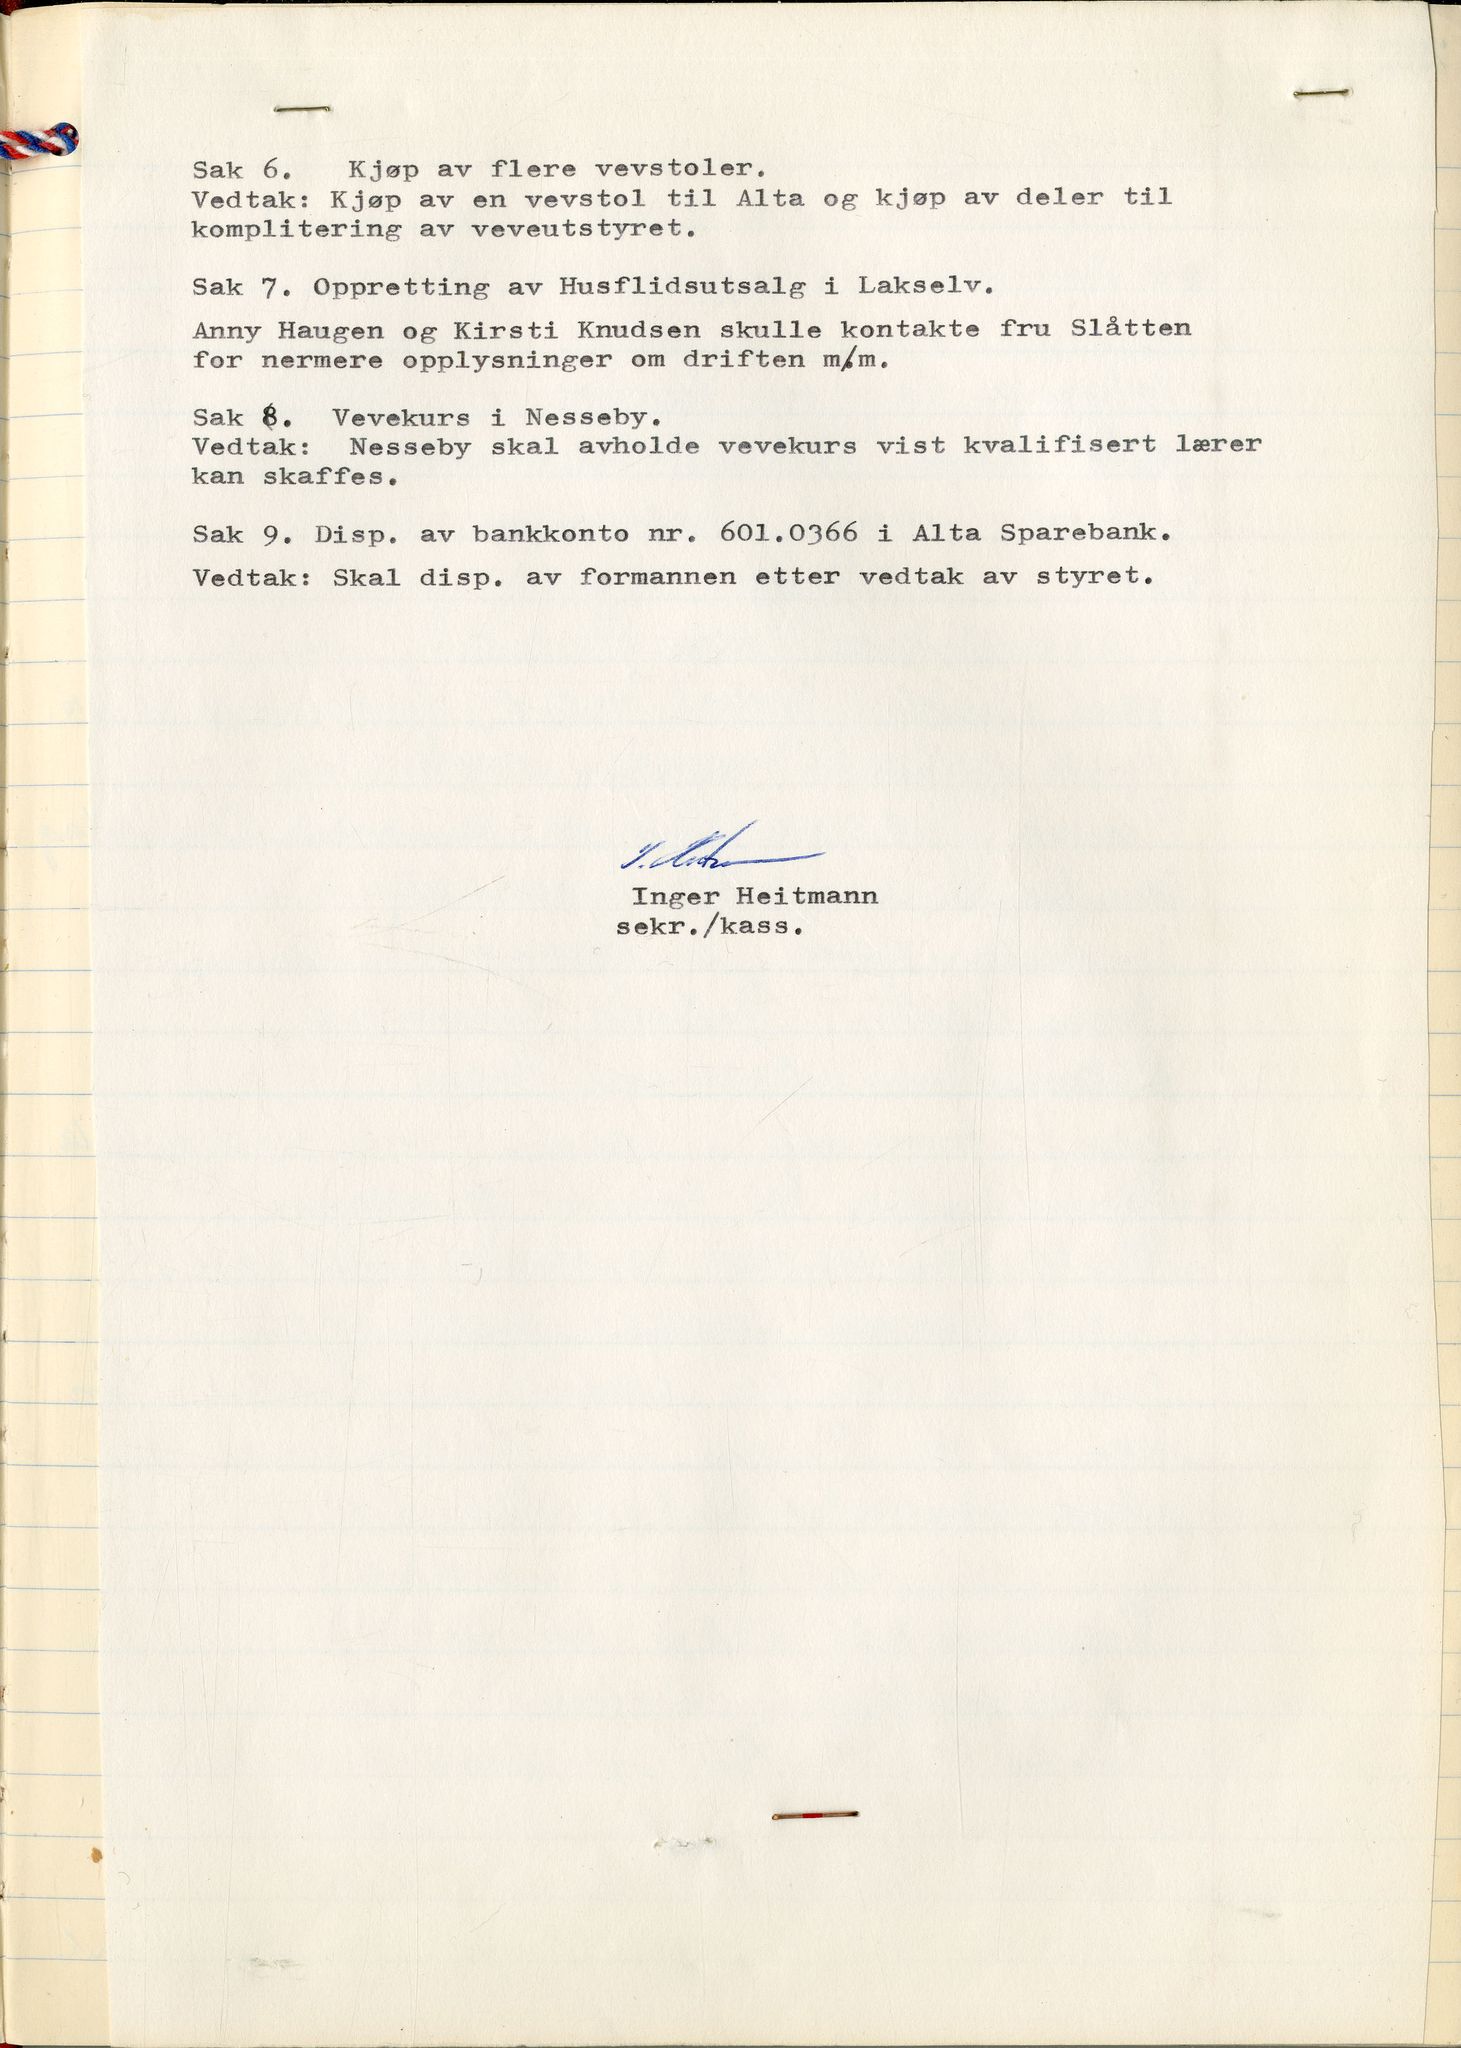 Sak 6. Kjøp av flere vevstoler.
Vedtak: Kjøp av en vevstol til Alta og kjøp av deler til
komplitering av veveutstyret.
Sak 7. Oppretting av Husflidsutsalg i Lakselv.
Anny Haugen og Kirsti Knudsen skulle kontakte fru Slåtten
for nermere opplysninger om driften m/m.
Sak 8. Vevekurs i Nesseby.
Vedtak: Nesseby skal avholde vevekurs vist kvalifisert lærer
kan skaffes.
Sak 9. Disp. av bankkonto nr. 601.0366 i Alta Sparebank.
Vedtak: Skal disp. av formannen etter vedtak av styret.
Inger Heitmann
sekr./kass.